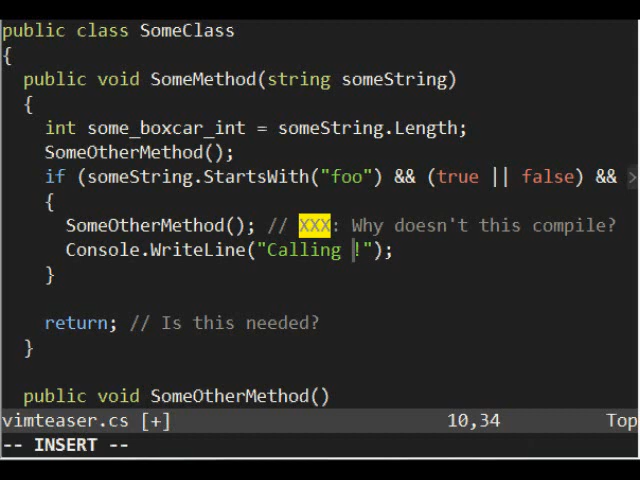 public class SomeClass
{
  public void SomeMethod(string someString)
  {
    int some_boxcar_int = someString.Length;
    SomeOtherMethod();
    if (someString.StartsWith("foo") && (true || false) && >
    {
      SomeOtherMethod(); // XXX: Why doesn't this compile?
      Console.WriteLine("Calling !");
    }

    return; // Is this needed?
  }

  public void SomeOtherMethod()
vimteaser.cs [+] 10,34 Top
-- INSERT --